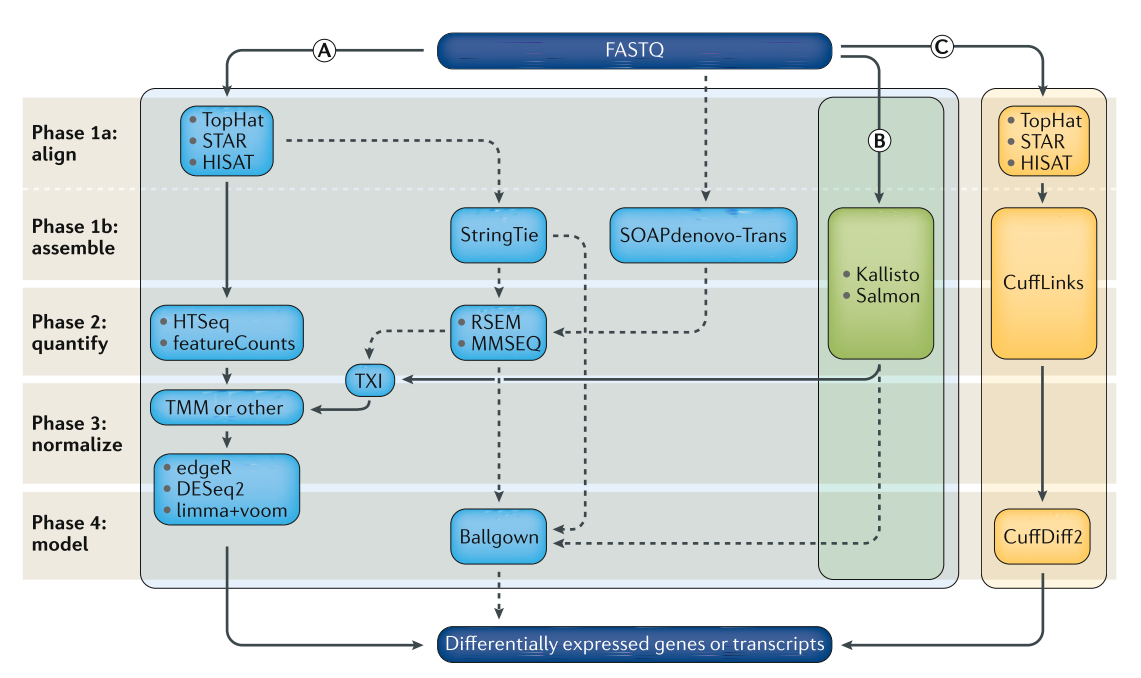 FASTQ
A
C
B
Phase 1a:
align
• TopHat
• STAR
• HISAT
• TopHat
• STAR
• HISAT
Phase 1b:
assemble
StringTie
SOAPdenovo-Trans
• Kallisto
• Salmon
CuffLinks
Phase 2:
quantify
• HTSeq
• featureCounts
• RSEM
• MMSEQ
TXI
Phase 3:
normalize
TMM or other
• edgeR
• DESeq2
• limma+voom
Phase 4:
model
Ballgown
CuffDiff2
Differentially expressed genes or transcripts